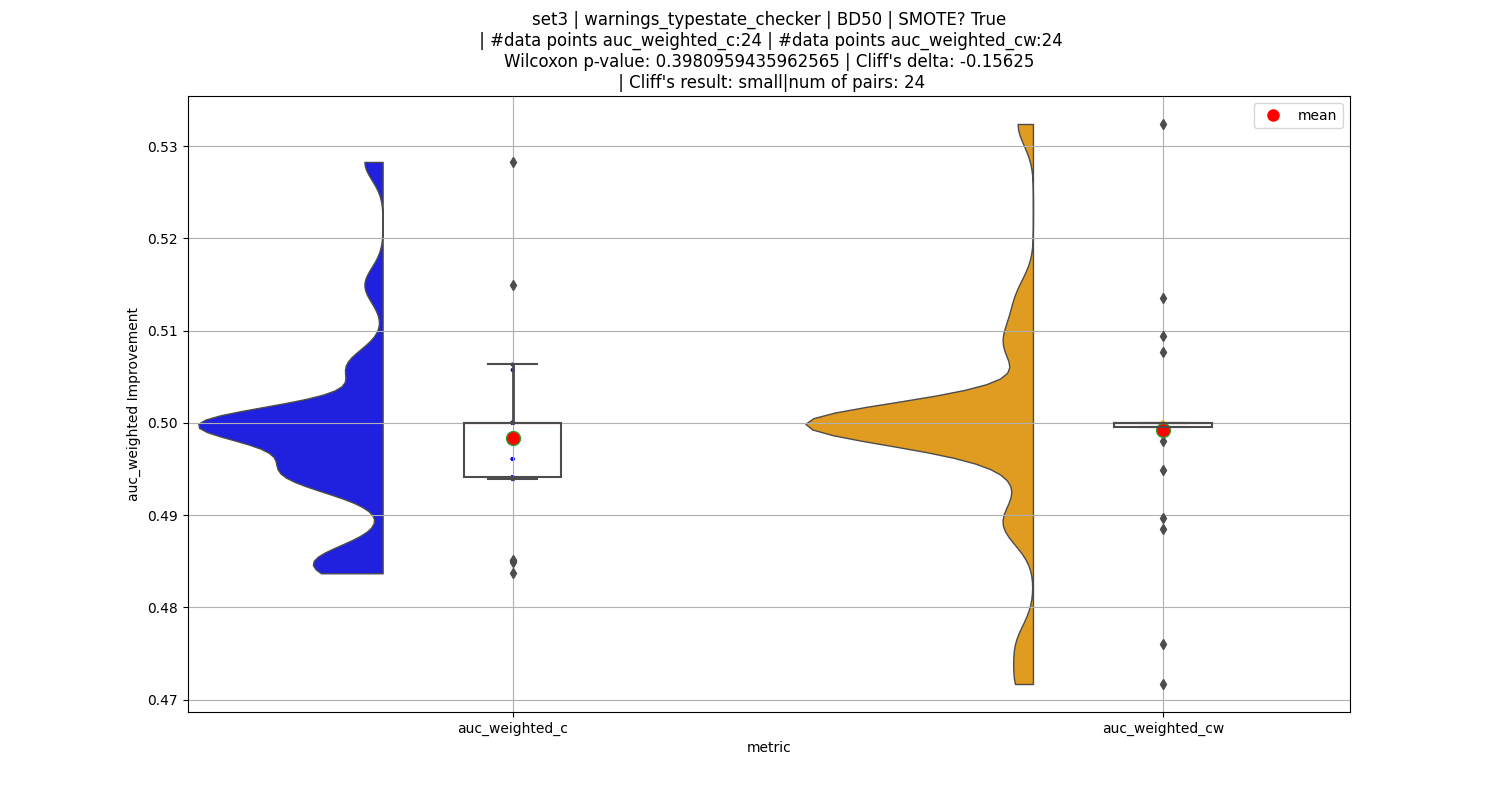 set3 | warnings_typestate_checker | BD50 | SMOTE? True
| #data points auc_weighted_c:24 | #data points auc_weighted_cw:24
Wilcoxon p-value: 0.3980959435962565 | Cliff's delta: -0.15625
| Cliff's result: small|num of pairs: 24
mean
0.53
0.52
0.51
0.50
0.49
0.48
0.47
auc_weighted Improvement
auc_weighted_c
auc_weighted_cw
metric